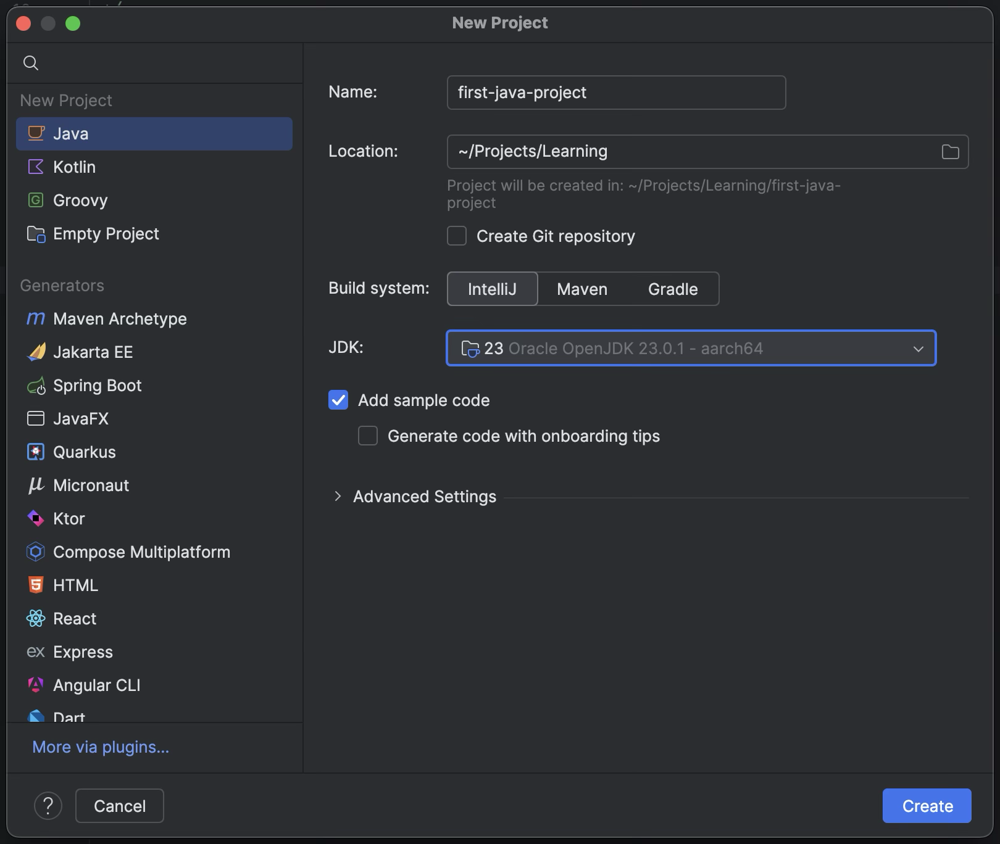 New Project
New Project
Java
Kotlin
Groovy
Empty Project
Generators
Maven Archetype
Jakarta EE
Spring Boot
JavaFX
Quarkus
Micronaut
Ktor
Compose Multiplatform
HTML
React
Express
Angular CLI
Dart
More via plugins...
Name:
first-java-project
Location:
~/Projects/Learning
Project will be created in: ~/Projects/Learning/first-java-
project
Create Git repository
Build system:
IntelliJ Maven Gradle
JDK:
23 Oracle OpenJDK 23.0.1 - aarch64
Add sample code
Generate code with onboarding tips
Advanced Settings
?
Cancel
Create